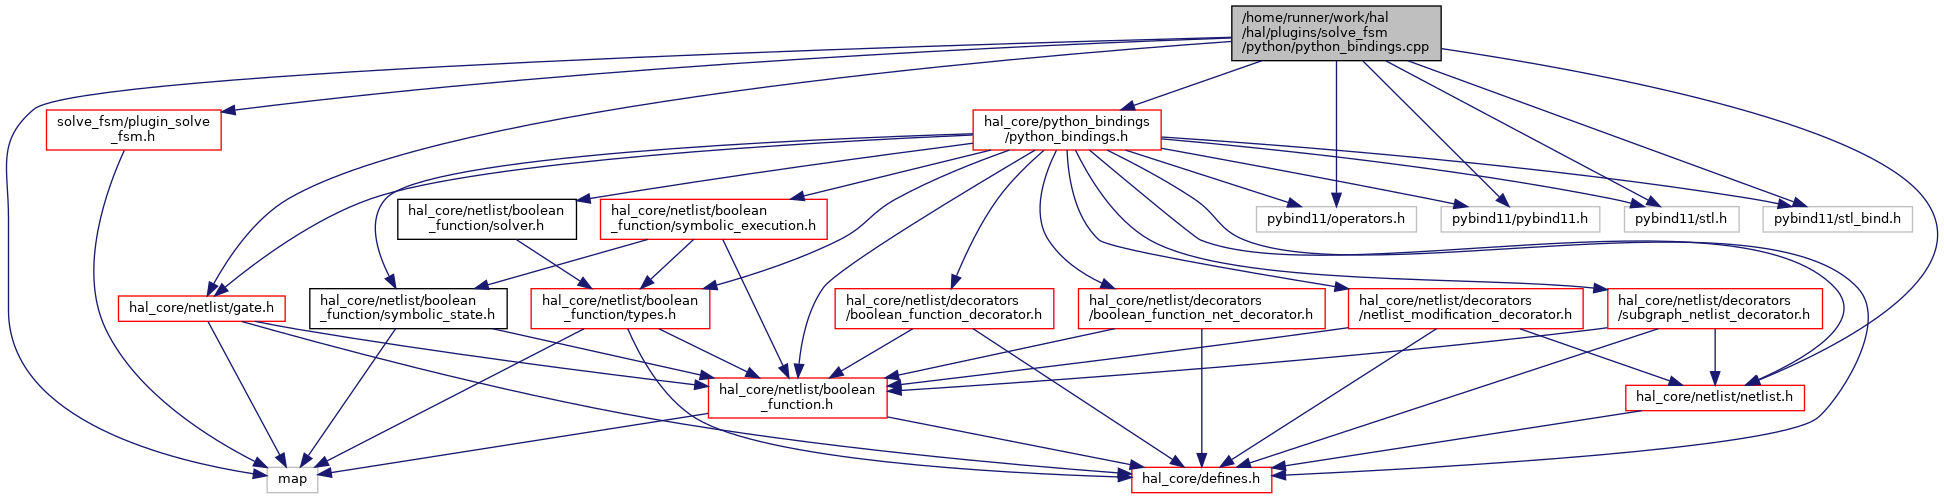 /home/runner/work/hal
/hal/plugins/solve_fsm
/python/python_bindings.cpp
solve_fsm/plugin_solve
_fsm.h
hal_core/python_bindings
/python_bindings.h
hal_core/netlist/boolean
_function/solver.h
hal_core/netlist/boolean
_function/symbolic_execution.h
pybind11/operators.h
pybind11/pybind11.h
pybind11/stl.h
pybind11/stl_bind.h
hal_core/netlist/gate.h
hal_core/netlist/boolean
_function/symbolic_state.h
hal_core/netlist/boolean
_function/types.h
hal_core/netlist/decorators
/boolean_function_decorator.h
hal_core/netlist/decorators
/boolean_function_net_decorator.h
hal_core/netlist/decorators
/netlist_modification_decorator.h
hal_core/netlist/decorators
/subgraph_netlist_decorator.h
hal_core/netlist/boolean
_function.h
hal_core/netlist/netlist.h
map
hal_core/defines.h